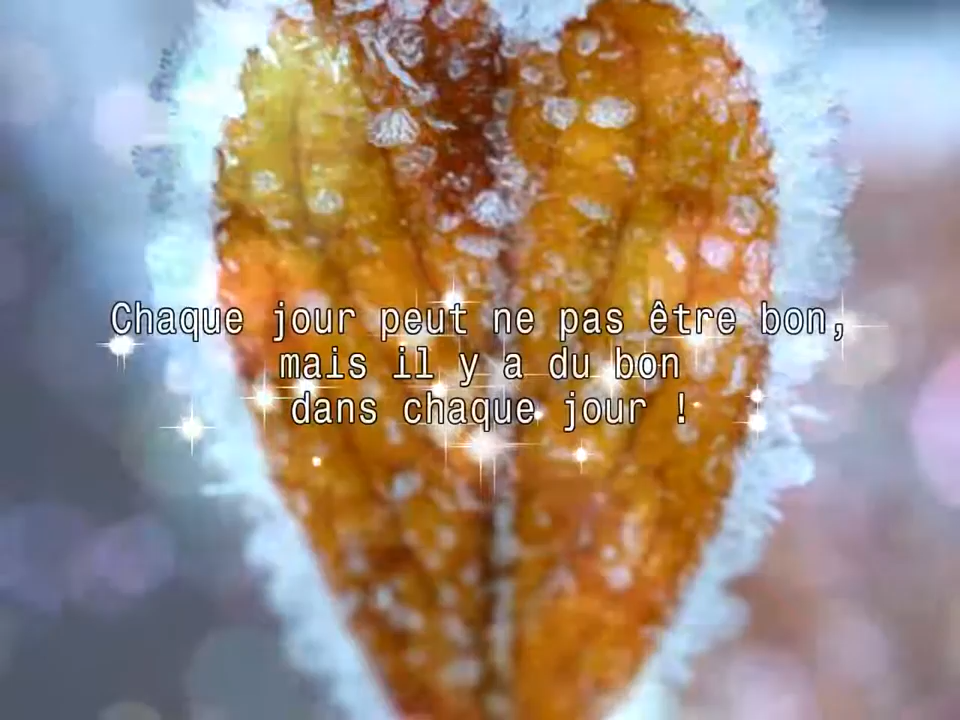 Chaque jour peut ne pas être bon,
mais il y a du bon
dans chaque jour !